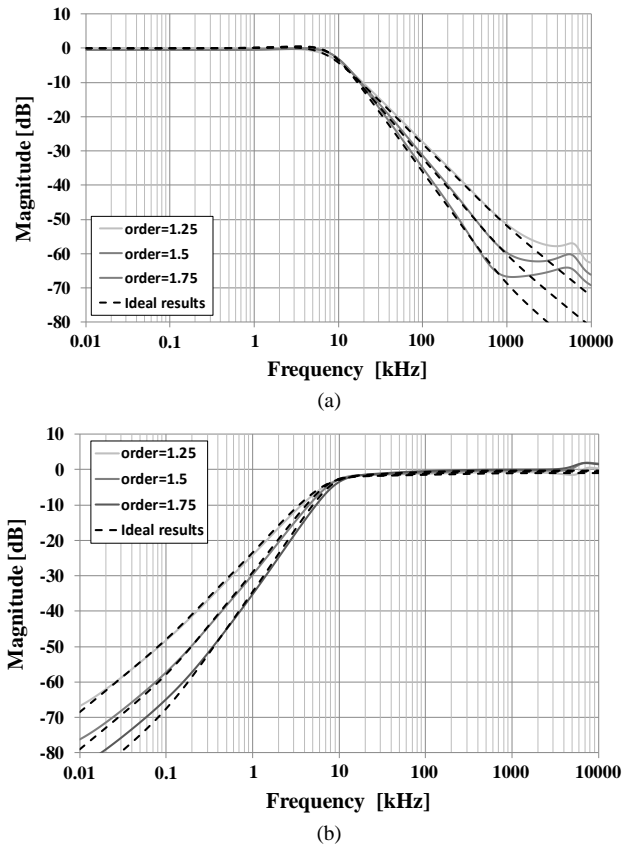 10
0
-10
-20
-30
-40
-50
-60
-70
-80
Magnitude [dB]
order=1.25
order=1.5
order=1.75
Ideal results
0.01 0.1 1 10 100 1000 10000
Frequency [kHz]
(a)
10
0
-10
-20
-30
-40
-50
-60
-70
-80
Magnitude [dB]
order=1.25
order=1.5
order=1.75
Ideal results
0.01 0.1 1 10 100 1000 10000
Frequency [kHz]
(b)